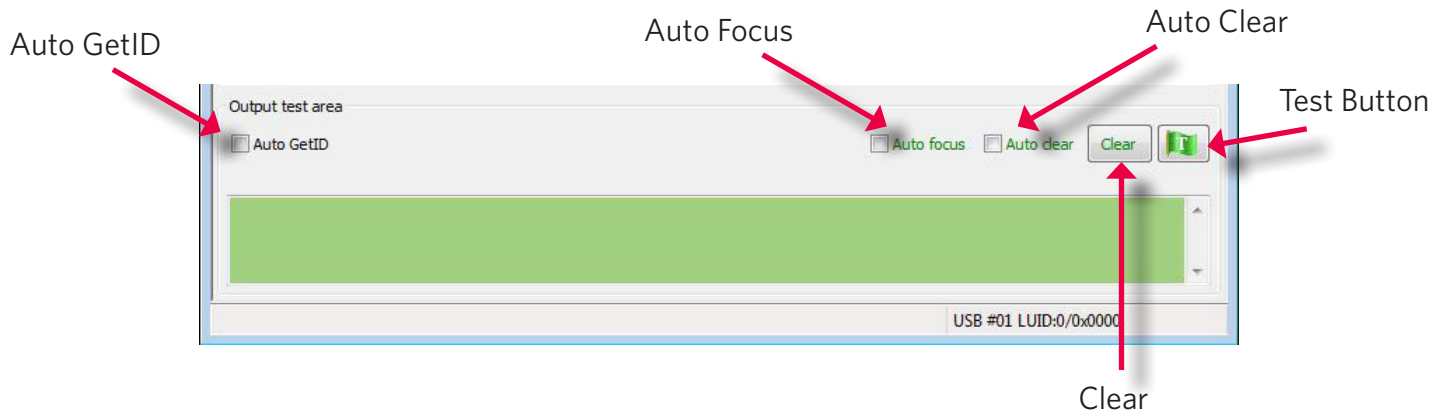 Auto GetID
Auto Focus
Auto Clear
Test Button
Output test area
Auto GetID
Auto focus
Auto clear
Clear
T
USB #01 LUID:0/0x0000
Clear